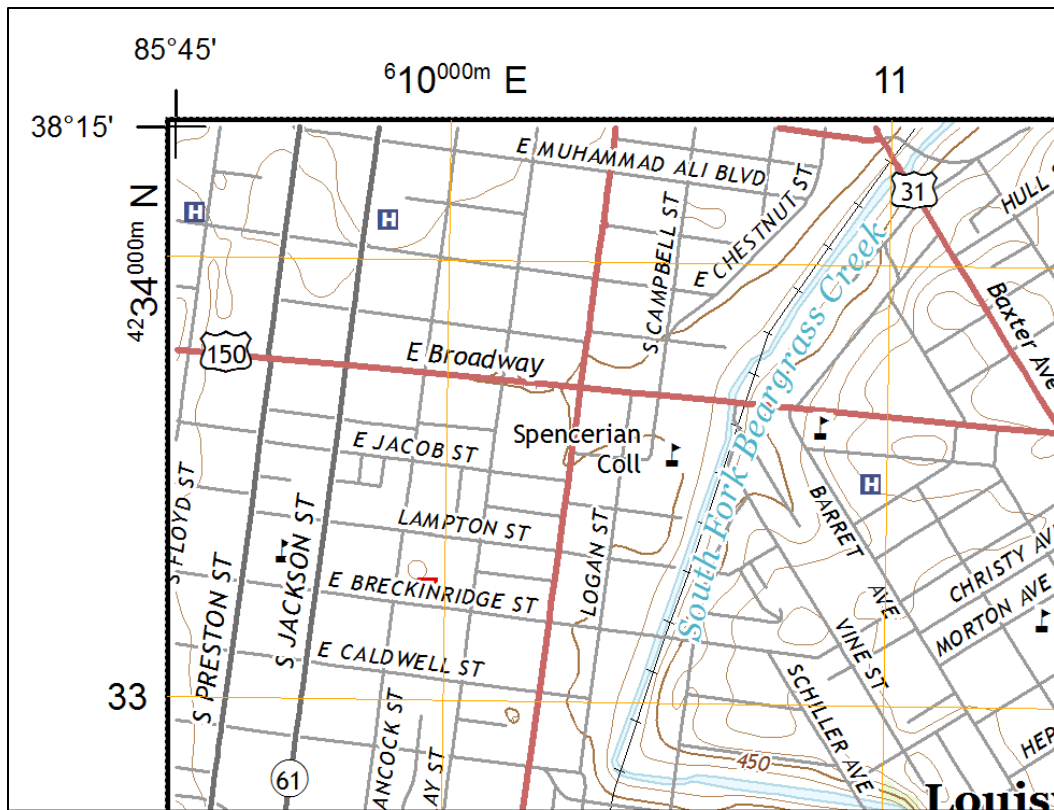 85°45'
⁶10⁰⁰⁰ᵐ E
11
38°15'
E MUHAMMAD ALI BLVD
31
HULL S
H
H
S CAMPBELL ST
E CHESTNUT ST
⁴²34⁰⁰⁰ᵐ N
South Fork Beargrass Creek
Baxter Ave
150
E Broadway
E JACOB ST
Spencerian
Coll
H
S FLOYD ST
LAMPTON ST
LOGAN ST
BARRET AVE
CHRISTY AVE
S PRESTON ST
S JACKSON ST
E BRECKINRIDGE ST
MORTON AVE
VINE ST
E CALDWELL ST
SCHILLER AVE
33
ANCOCK ST
AY ST
HEP
450
61
Louis